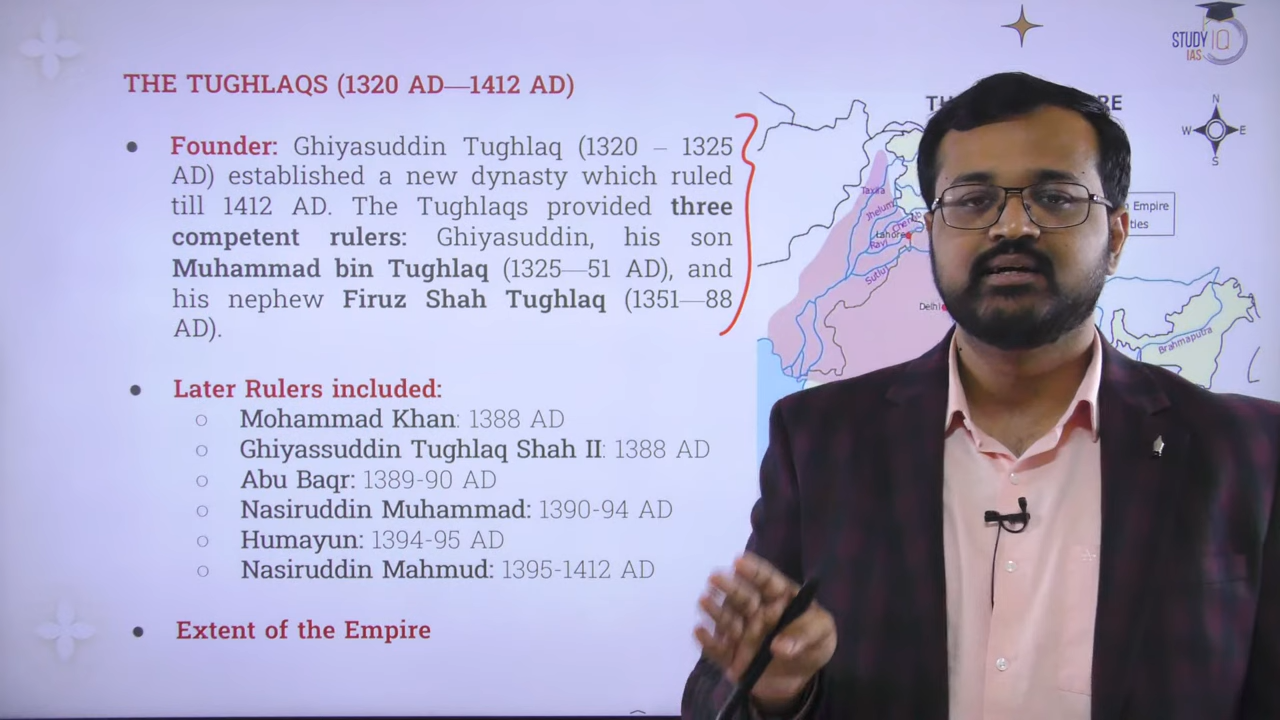 THE TUGHLAQS (1320 AD—1412 AD)
● Founder: Ghiyasuddin Tughlaq (1320 – 1325
AD) established a new dynasty which ruled
till 1412 AD. The Tughlaqs provided three
competent rulers: Ghiyasuddin, his son
Muhammad bin Tughlaq (1325—51 AD), and
his nephew Firuz Shah Tughlaq (1351—88
AD).
● Later Rulers included:
○ Mohammad Khan: 1388 AD
○ Ghiyassuddin Tughlaq Shah II: 1388 AD
○ Abu Baqr: 1389-90 AD
○ Nasiruddin Muhammad: 1390-94 AD
○ Humayun: 1394-95 AD
○ Nasiruddin Mahmud: 1395-1412 AD
● Extent of the Empire
STUDY IQ
IAS
N
W E
S
Empire
Taxila
Jhelum
Chenab
Lahore
Ravi
Sutluj
Delhi
Brahmaputra